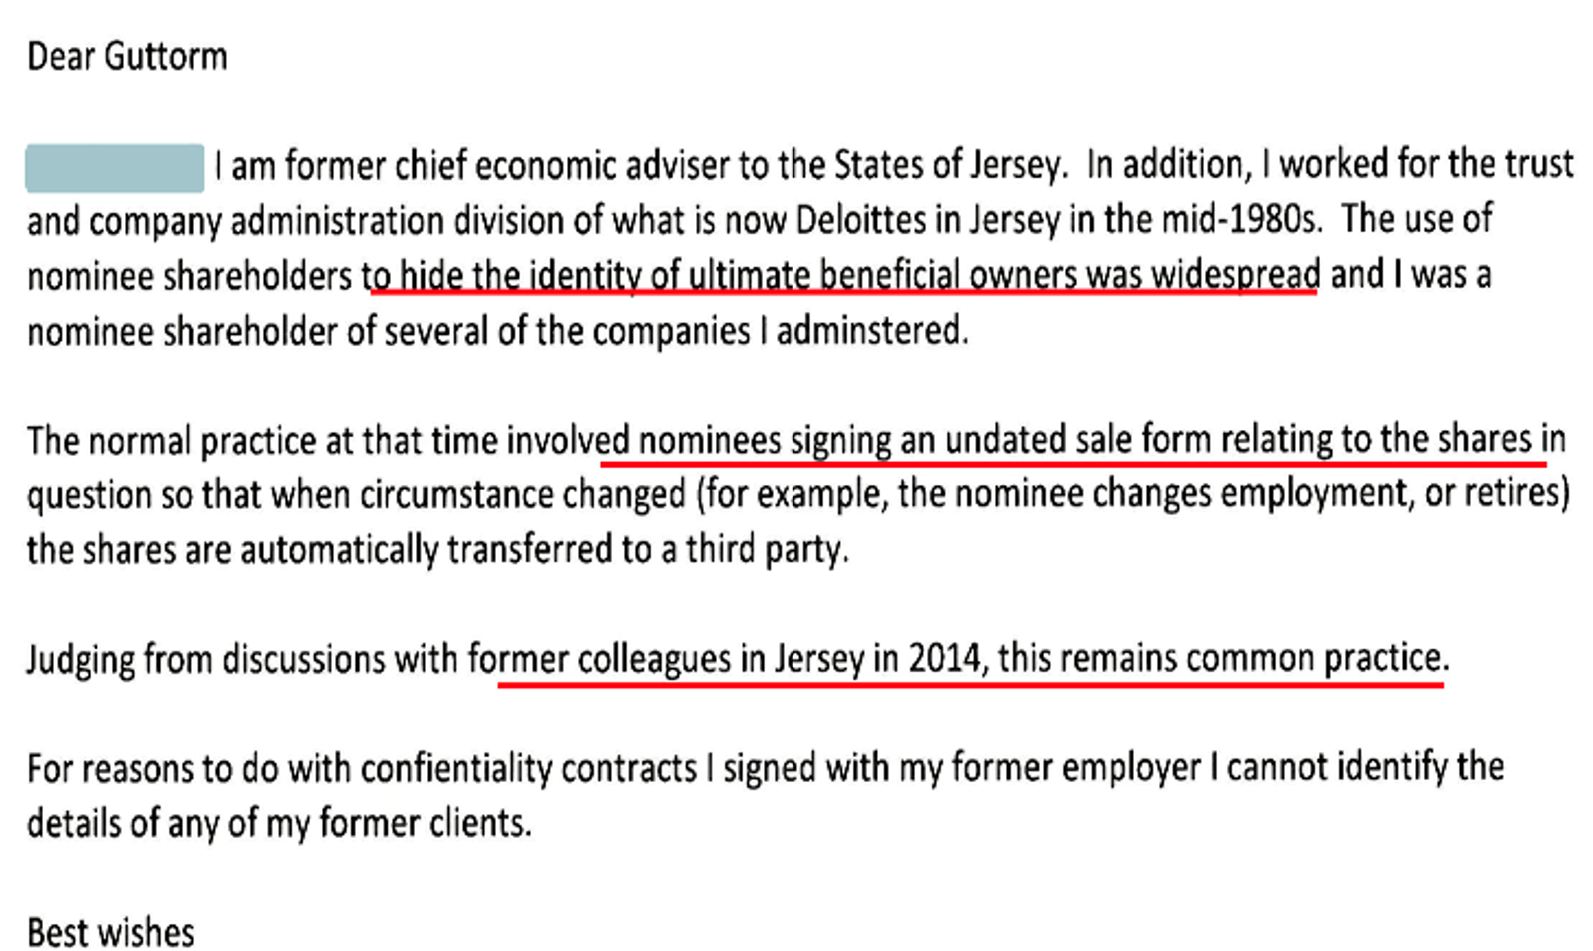 Dear Guttorm
I am former chief economic adviser to the States of Jersey.  In addition, I worked for the trust
and company administration division of what is now Deloittes in Jersey in the mid-1980s.  The use of
nominee shareholders to hide the identity of ultimate beneficial owners was widespread and I was a
nominee shareholder of several of the companies I adminstered.
The normal practice at that time involved nominees signing an undated sale form relating to the shares in
question so that when circumstance changed (for example, the nominee changes employment, or retires)
the shares are automatically transferred to a third party.
Judging from discussions with former colleagues in Jersey in 2014, this remains common practice.
For reasons to do with confientiality contracts I signed with my former employer I cannot identify the
details of any of my former clients.
Best wishes